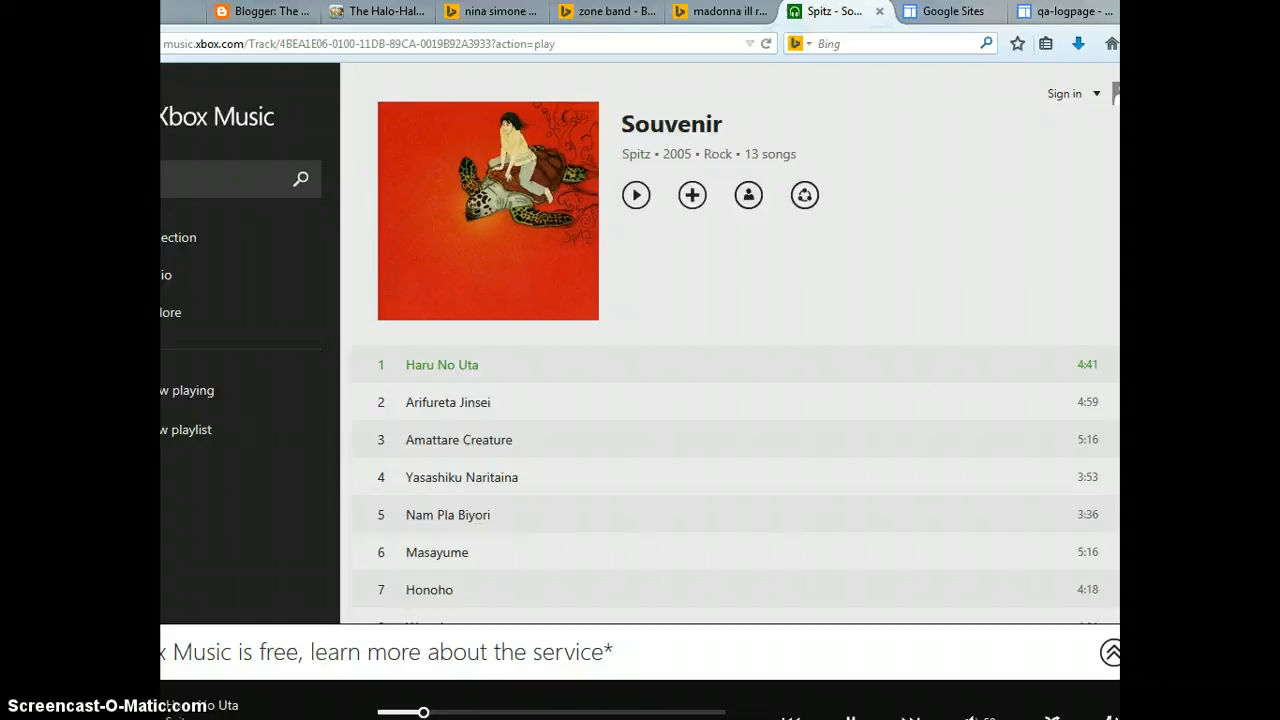 Blogger: The ...
The Halo-Hal...
nina simone ...
zone band - B...
madonna ill r...
Spitz - So...
Google Sites
qa-logpage - ...
music.xbox.com/Track/4BEA1E06-0100-11DB-89CA-0019B92A3933?action=play
Bing
Sign in
Xbox Music
Souvenir
Spitz • 2005 • Rock • 13 songs
ection
io
lore
w playing
w playlist
1 Haru No Uta 4:41
2 Arifureta Jinsei 4:59
3 Amattare Creature 5:16
4 Yasashiku Naritaina 3:53
5 Nam Pla Biyori 3:36
6 Masayume 5:16
7 Honoho 4:18
x Music is free, learn more about the service*
Screencast-O-Matic.com
No Uta